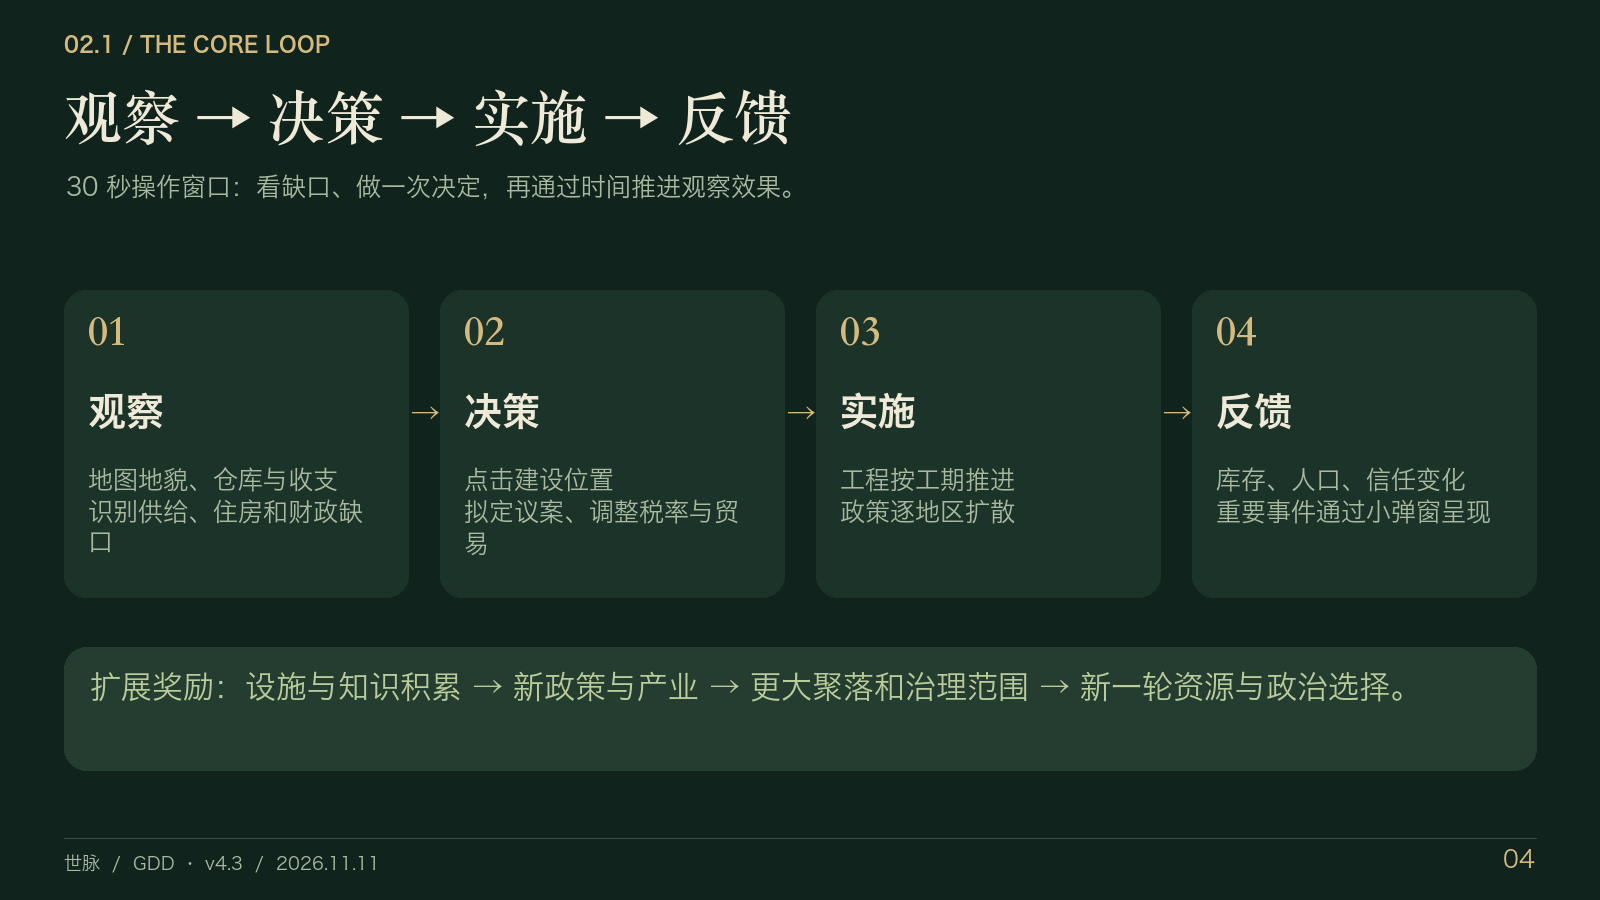 02.1 / THE CORE LOOP
观察 → 决策 → 实施 → 反馈
30 秒操作窗口：看缺口、做一次决定，再通过时间推进观察效果。
01
观察
地图地貌、仓库与收支
识别供给、住房和财政缺
口
→
02
决策
点击建设位置
拟定议案、调整税率与贸
易
→
03
实施
工程按工期推进
政策逐地区扩散
→
04
反馈
库存、人口、信任变化
重要事件通过小弹窗呈现
扩展奖励：设施与知识积累 → 新政策与产业 → 更大聚落和治理范围 → 新一轮资源与政治选择。
世脉 / GDD · v4.3 / 2026.11.11
04